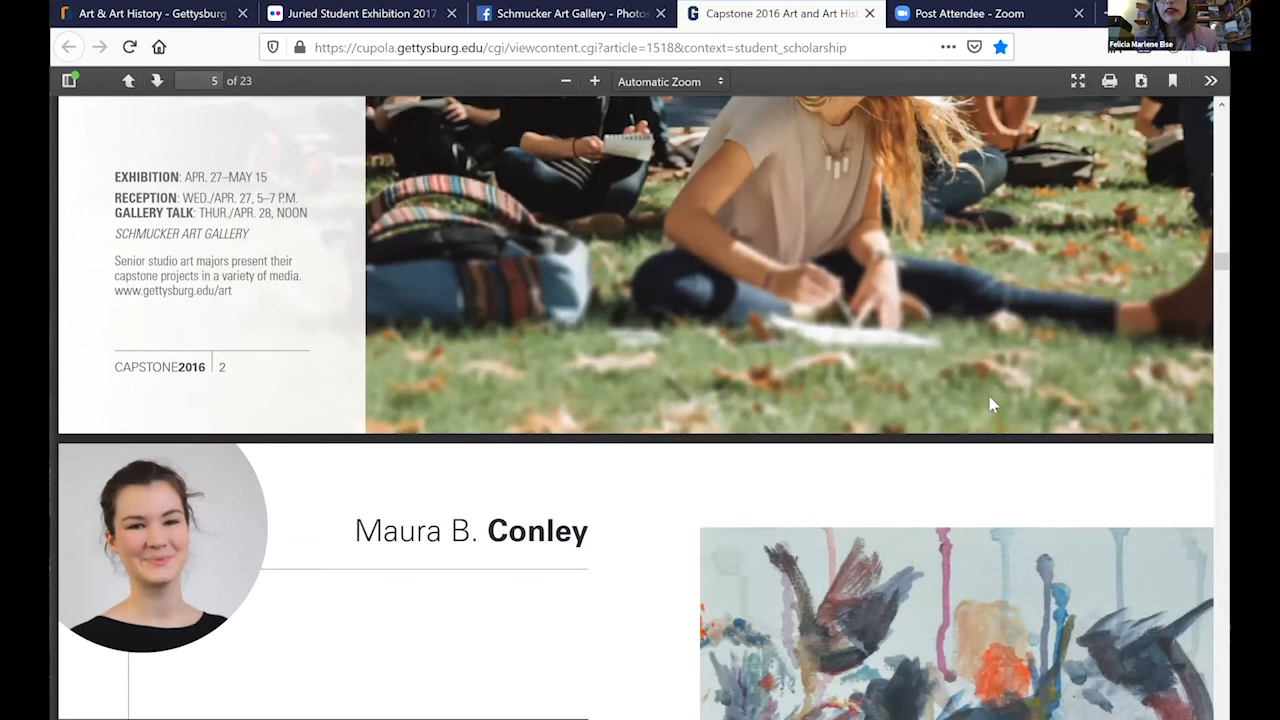 Art & Art History - Gettysburg
Juried Student Exhibition 2017
Schmucker Art Gallery - Photos
Capstone 2016 Art and Art Hist
Post Attendee - Zoom
Felicia Marlene Else
https://cupola.gettysburg.edu/cgi/viewcontent.cgi?article=1518&context=student_scholarship
5 of 23
Automatic Zoom
EXHIBITION: APR. 27–MAY 15
RECEPTION: WED./APR. 27, 5–7 P.M.
GALLERY TALK: THUR./APR. 28, NOON
SCHMUCKER ART GALLERY
Senior studio art majors present their
capstone projects in a variety of media.
www.gettysburg.edu/art
CAPSTONE2016 2
Maura B. Conley